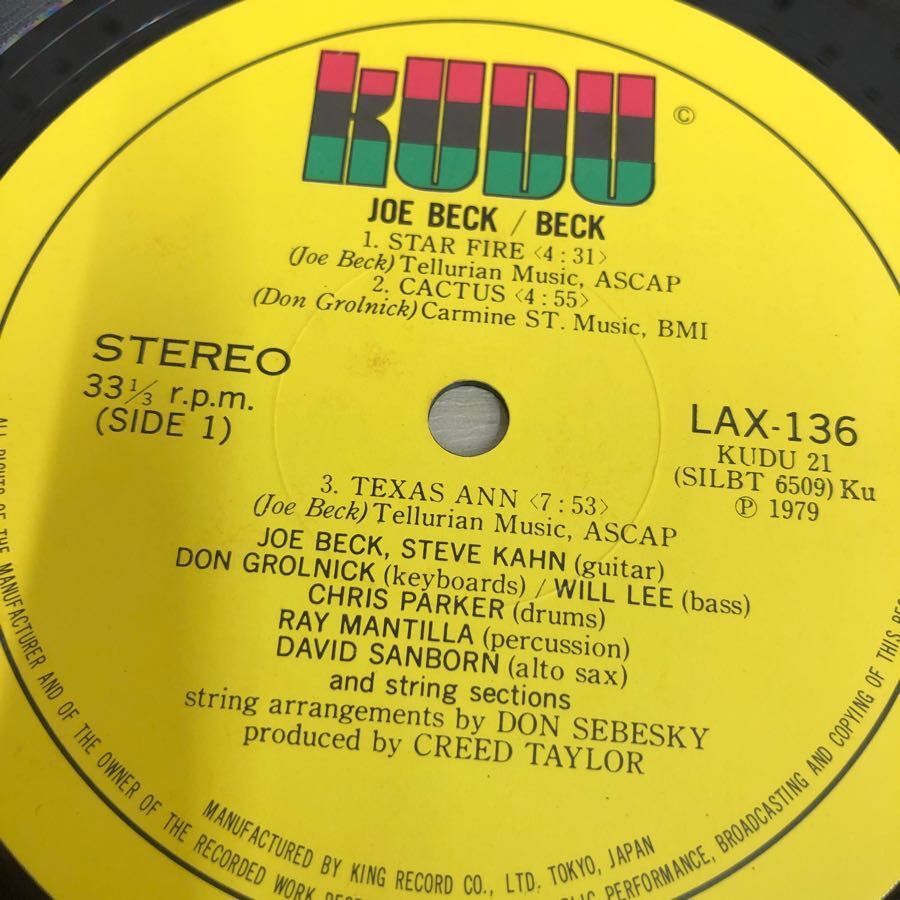 KUDU ©
JOE BECK / BECK
1. STAR FIRE <4:31>
(Joe Beck) Tellurian Music, ASCAP
2. CACTUS <4:55>
(Don Grolnick) Carmine ST. Music, BMI
STEREO
33 1/3 r.p.m.
(SIDE 1)
LAX-136
KUDU 21
(SILBT 6509) Ku
Ⓟ 1979
3. TEXAS ANN <7:53>
(Joe Beck) Tellurian Music, ASCAP
JOE BECK, STEVE KAHN (guitar)
DON GROLNICK (keyboards) / WILL LEE (bass)
CHRIS PARKER (drums)
RAY MANTILLA (percussion)
DAVID SANBORN (alto sax)
and string sections
string arrangements by DON SEBESKY
produced by CREED TAYLOR
ALL RIGHTS OF THE MANUFACTURER AND OF THE OWNER OF THE RECORDED WORK PERFORMANCE, BROADCASTING AND COPYING OF THIS
MANUFACTURED BY KING RECORD CO., LTD. TOKYO, JAPAN